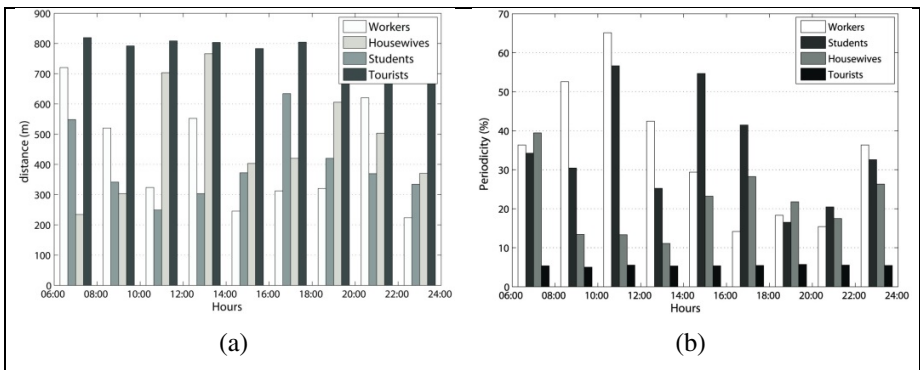 900
800
700
600
500
400
300
200
100
0
distance (m)
Workers
Housewives
Students
Tourists
06:00 08:00 10:00 12:00 14:00 16:00 18:00 20:00 22:00 24:00
Hours
(a)
70
60
50
40
30
20
10
0
Periodicity (%)
Workers
Students
Housewives
Tourists
06:00 08:00 10:00 12:00 14:00 16:00 18:00 20:00 22:00 24:00
Hours
(b)